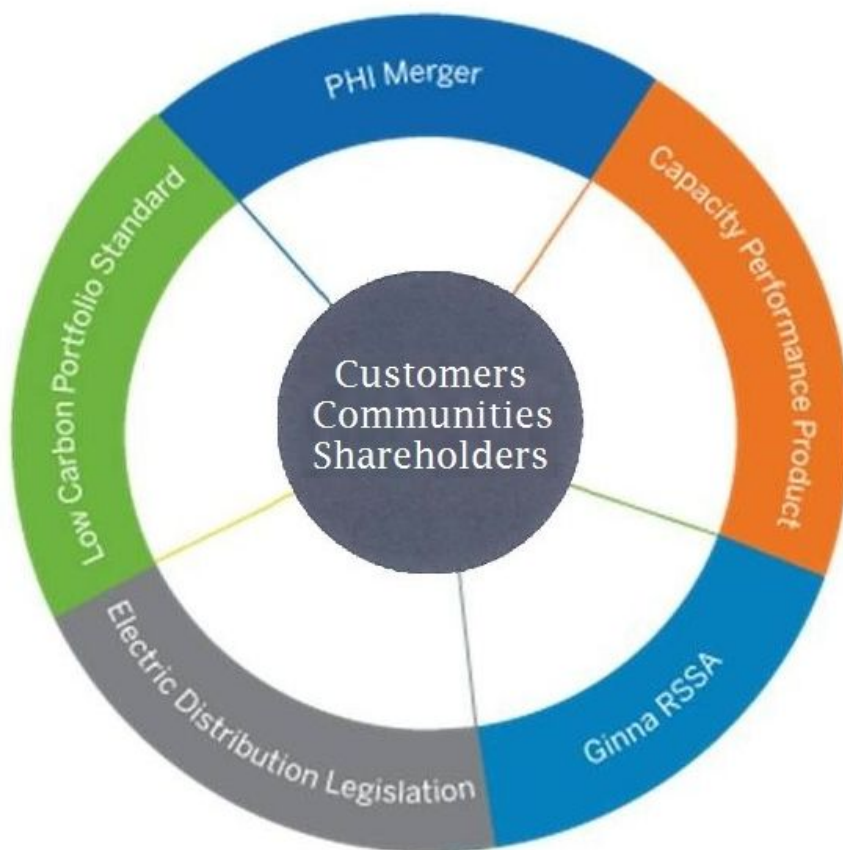 PHI Merger
Capacity Performance Product
Ginna RSSA
Electric Distribution Legislation
Low Carbon Portfolio Standard
Customers
Communities
Shareholders